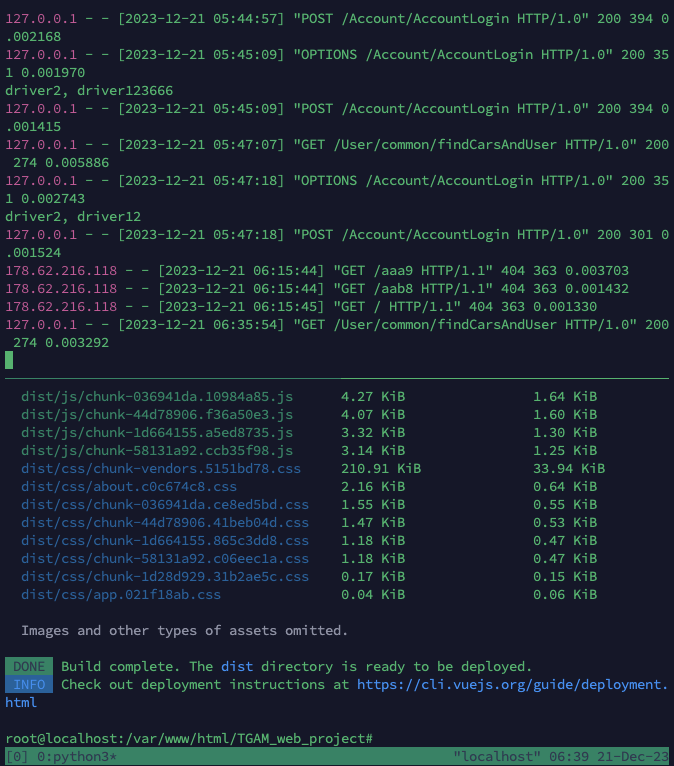 127.0.0.1 - - [2023-12-21 05:44:57] "POST /Account/AccountLogin HTTP/1.0" 200 394 0
.002168
127.0.0.1 - - [2023-12-21 05:45:09] "OPTIONS /Account/AccountLogin HTTP/1.0" 200 35
1 0.001970
driver2, driver123666
127.0.0.1 - - [2023-12-21 05:45:09] "POST /Account/AccountLogin HTTP/1.0" 200 394 0
.001415
127.0.0.1 - - [2023-12-21 05:47:07] "GET /User/common/findCarsAndUser HTTP/1.0" 200
 274 0.005886
127.0.0.1 - - [2023-12-21 05:47:18] "OPTIONS /Account/AccountLogin HTTP/1.0" 200 35
1 0.002743
driver2, driver12
127.0.0.1 - - [2023-12-21 05:47:18] "POST /Account/AccountLogin HTTP/1.0" 200 301 0
.001524
178.62.216.118 - - [2023-12-21 06:15:44] "GET /aaa9 HTTP/1.1" 404 363 0.003703
178.62.216.118 - - [2023-12-21 06:15:44] "GET /aab8 HTTP/1.1" 404 363 0.001432
178.62.216.118 - - [2023-12-21 06:15:45] "GET / HTTP/1.1" 404 363 0.001330
127.0.0.1 - - [2023-12-21 06:35:54] "GET /User/common/findCarsAndUser HTTP/1.0" 200
 274 0.003292
dist/js/chunk-036941da.10984a85.js 4.27 KiB 1.64 KiB
dist/js/chunk-44d78906.f36a50e3.js 4.07 KiB 1.60 KiB
dist/js/chunk-1d664155.a5ed8735.js 3.32 KiB 1.30 KiB
dist/js/chunk-58131a92.ccb35f98.js 3.14 KiB 1.25 KiB
dist/css/chunk-vendors.5151bd78.css 210.91 KiB 33.94 KiB
dist/css/about.c0c674c8.css 2.16 KiB 0.64 KiB
dist/css/chunk-036941da.ce8ed5bd.css 1.55 KiB 0.55 KiB
dist/css/chunk-44d78906.41beb04d.css 1.47 KiB 0.53 KiB
dist/css/chunk-1d664155.865c3dd8.css 1.18 KiB 0.47 KiB
dist/css/chunk-58131a92.c06eec1a.css 1.18 KiB 0.47 KiB
dist/css/chunk-1d28d929.31b2ae5c.css 0.17 KiB 0.15 KiB
dist/css/app.021f18ab.css 0.04 KiB 0.06 KiB
Images and other types of assets omitted.
DONE Build complete. The dist directory is ready to be deployed.
INFO Check out deployment instructions at https://cli.vuejs.org/guide/deployment.
html
root@localhost:/var/www/html/TGAM_web_project#
[0] 0:python3* "localhost" 06:39 21-Dec-23